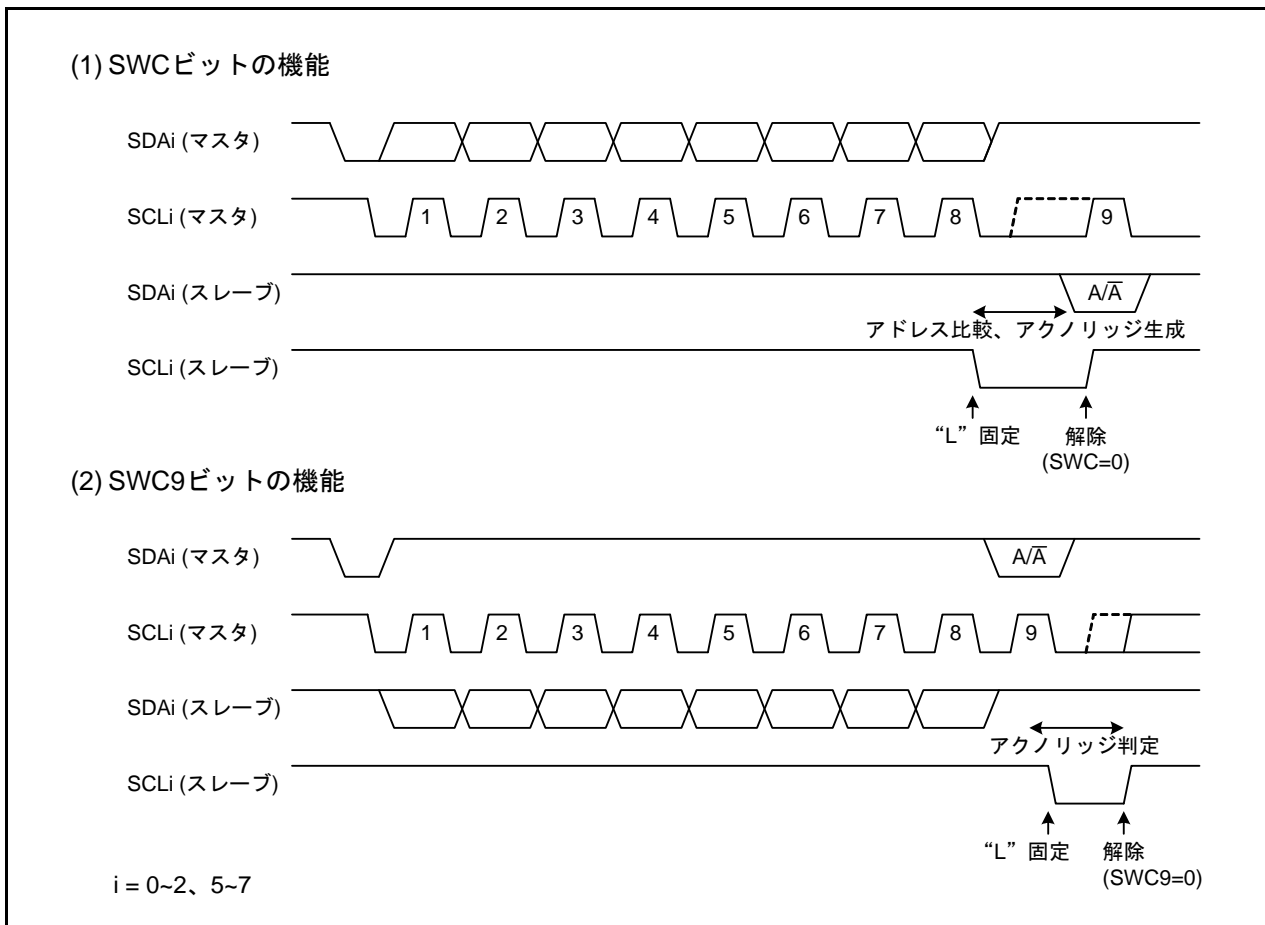 (1) SWCビットの機能
SDAi (マスタ)
SCLi (マスタ)
1 2 3 4 5 6 7 8 9
SDAi (スレーブ)
A/A̅
アドレス比較、アクノリッジ生成
SCLi (スレーブ)
“L” 固定 解除
(SWC=0)
(2) SWC9ビットの機能
SDAi (マスタ)
A/A̅
SCLi (マスタ)
1 2 3 4 5 6 7 8 9
SDAi (スレーブ)
アクノリッジ判定
SCLi (スレーブ)
“L” 固定 解除
(SWC9=0)
i = 0~2、5~7